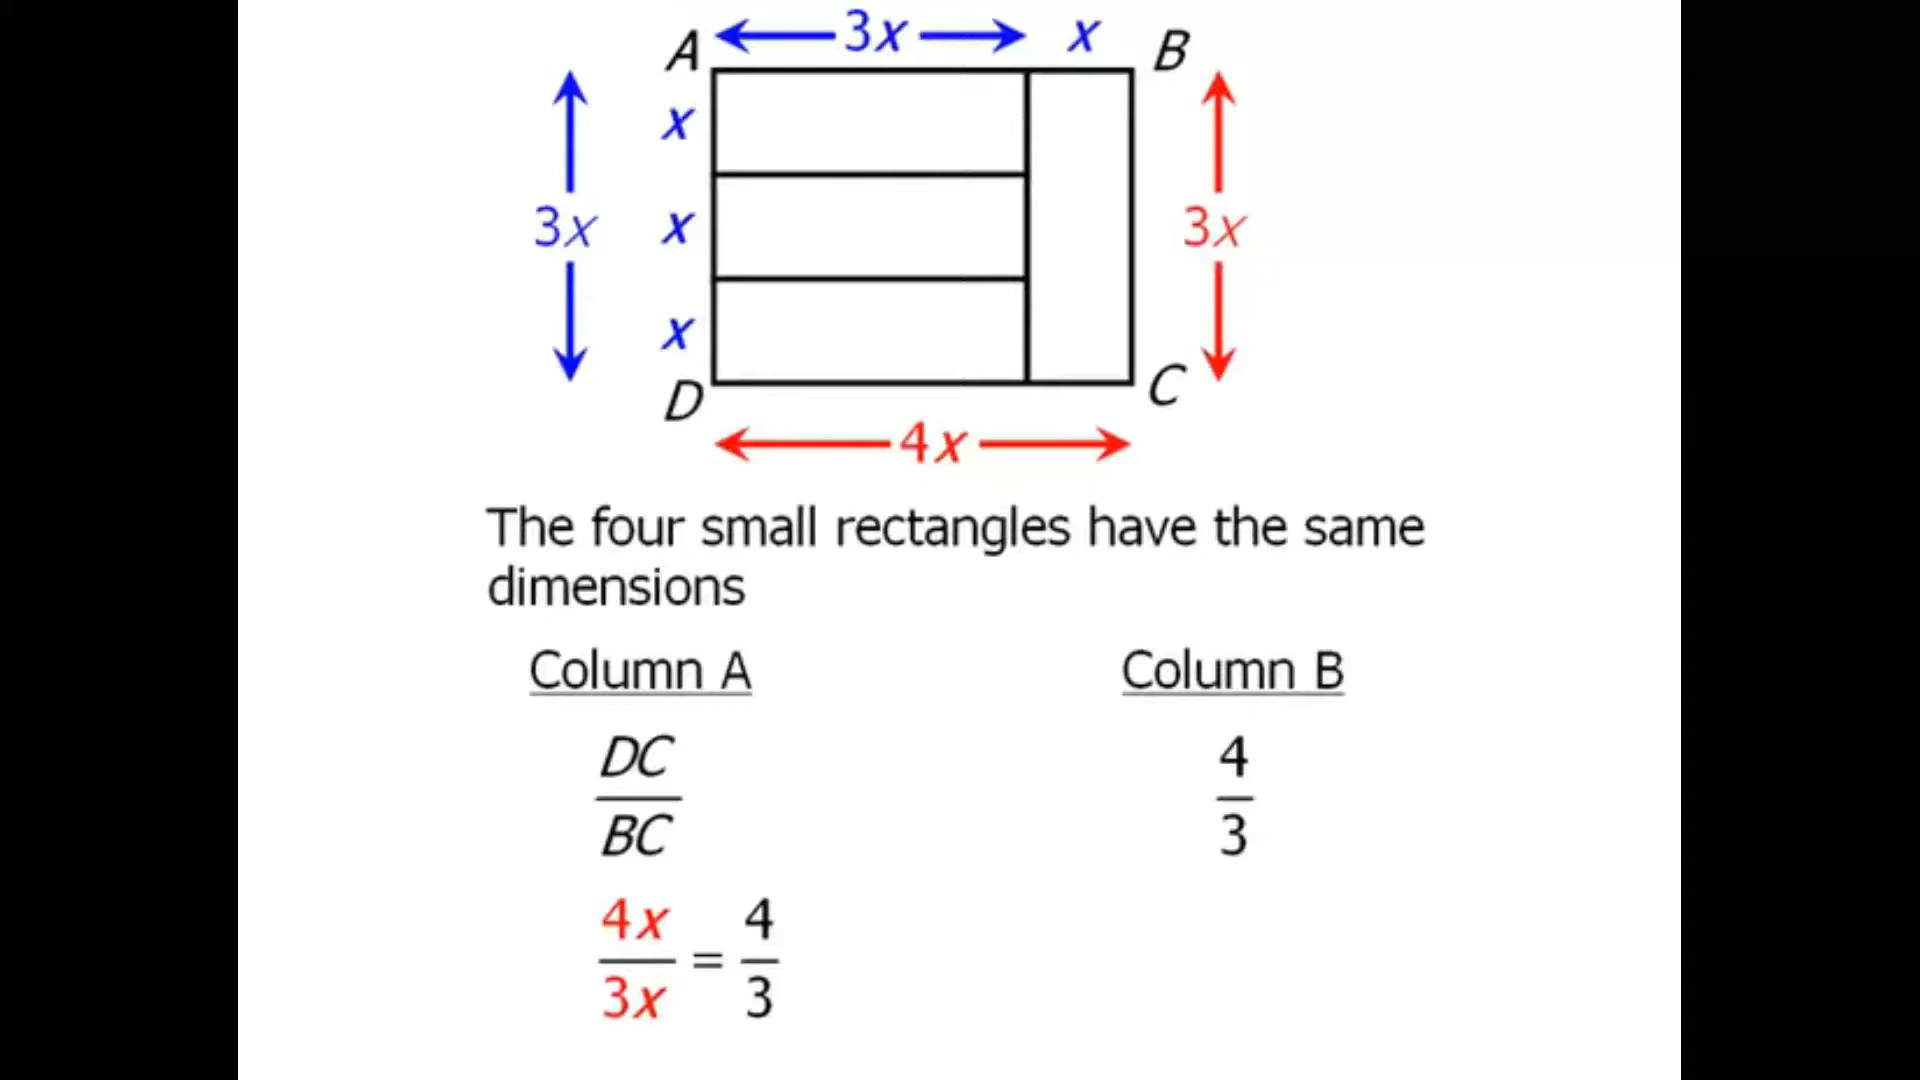 3x x
A B
x
3x x 3x
x
D C
4x
The four small rectangles have the same
dimensions
Column A Column B
DC 4
BC 3
4x = 4
3x 3